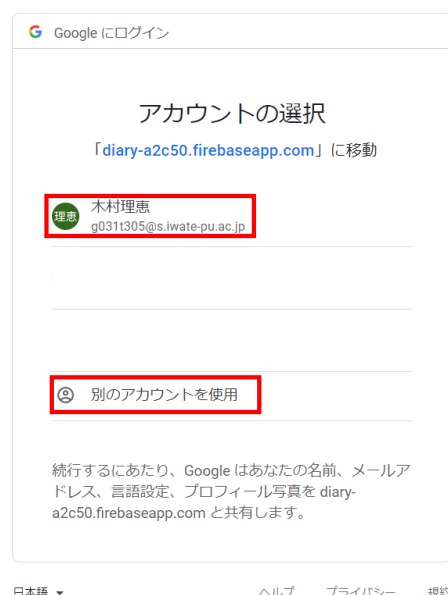 Google にログイン
アカウントの選択
「diary-a2c50.firebaseapp.com」に移動
理恵
木村理恵
g031t305@s.iwate-pu.ac.jp
別のアカウントを使用
続行するにあたり、Google はあなたの名前、メールア
ドレス、言語設定、プロフィール写真を diary-
a2c50.firebaseapp.com と共有します。
日本語
ヘルプ プライバシー 規約